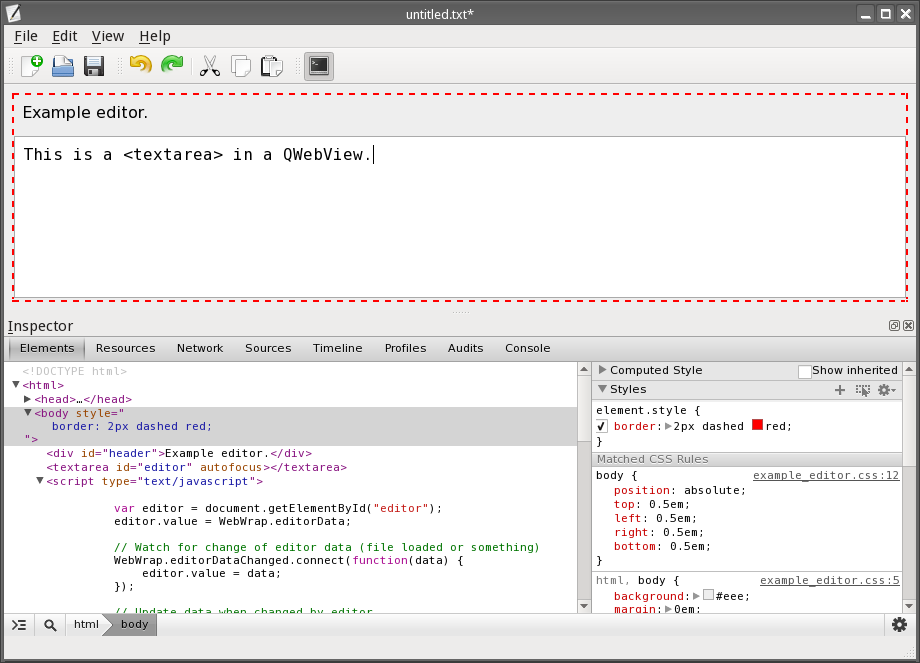 untitled.txt*
File Edit View Help
Example editor.
This is a <textarea> in a QWebView.
Inspector
Elements Resources Network Sources Timeline Profiles Audits Console
<!DOCTYPE html>
<html>
<head>…</head>
<body style="
border: 2px dashed red;
">
<div id="header">Example editor.</div>
<textarea id="editor" autofocus></textarea>
<script type="text/javascript">
var editor = document.getElementById("editor");
editor.value = WebWrap.editorData;
// Watch for change of editor data (file loaded or something)
WebWrap.editorDataChanged.connect(function(data) {
editor.value = data;
});
// Update data when changed by editor
Computed Style Show inherited
Styles
element.style {
border: 2px dashed red;
}
Matched CSS Rules
body { example_editor.css:12
position: absolute;
top: 0.5em;
left: 0.5em;
right: 0.5em;
bottom: 0.5em;
}
html, body { example_editor.css:5
background: #eee;
margin: 0em;
html body